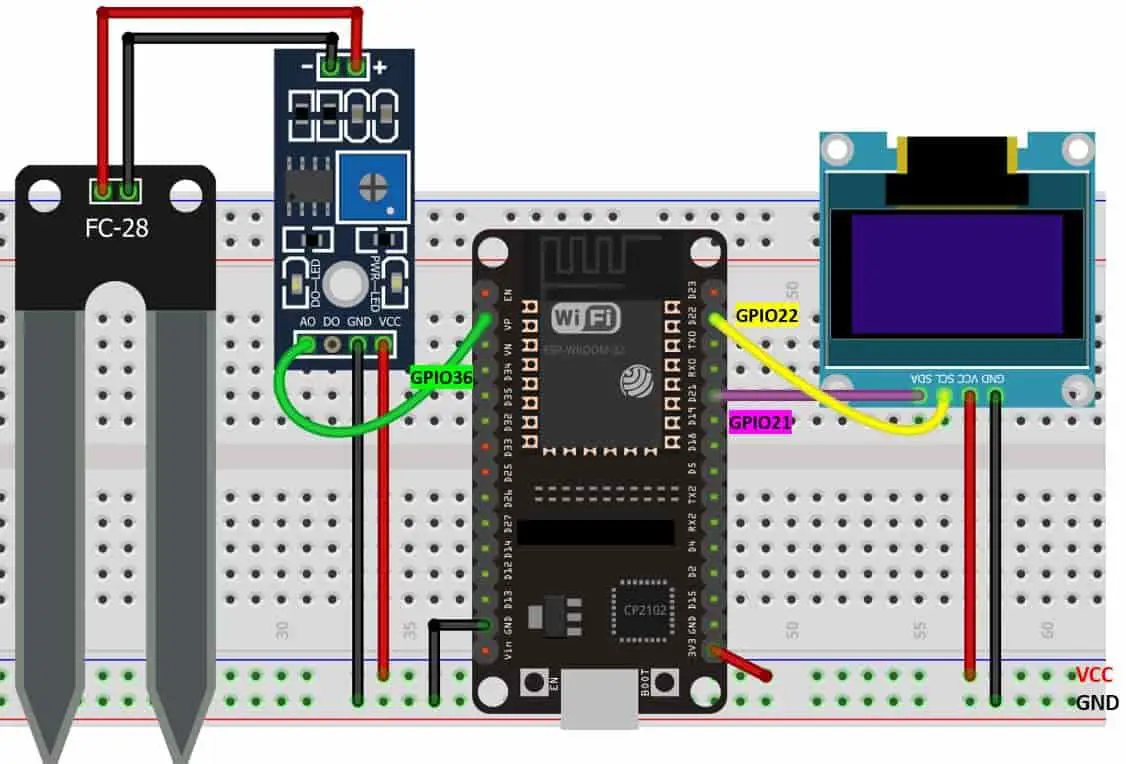 - +
FC-28
DO-LED
PWR-LED
AO DO GND VCC
GPIO36
EN
VP
VN
D34
D35
D32
D33
D25
D26
D27
D14
D12
D13
GND
Vin
WiFi
ESP-WROOM-32
CP2102
EN
BOOT
D23
D22
TX0
RX0
D21
D19
D18
D5
TX2
RX2
D4
D2
D15
GND
3V3
GPIO22
GPIO21
GND VCC SCL SDA
50
30
35
50
55
60
VCC
GND